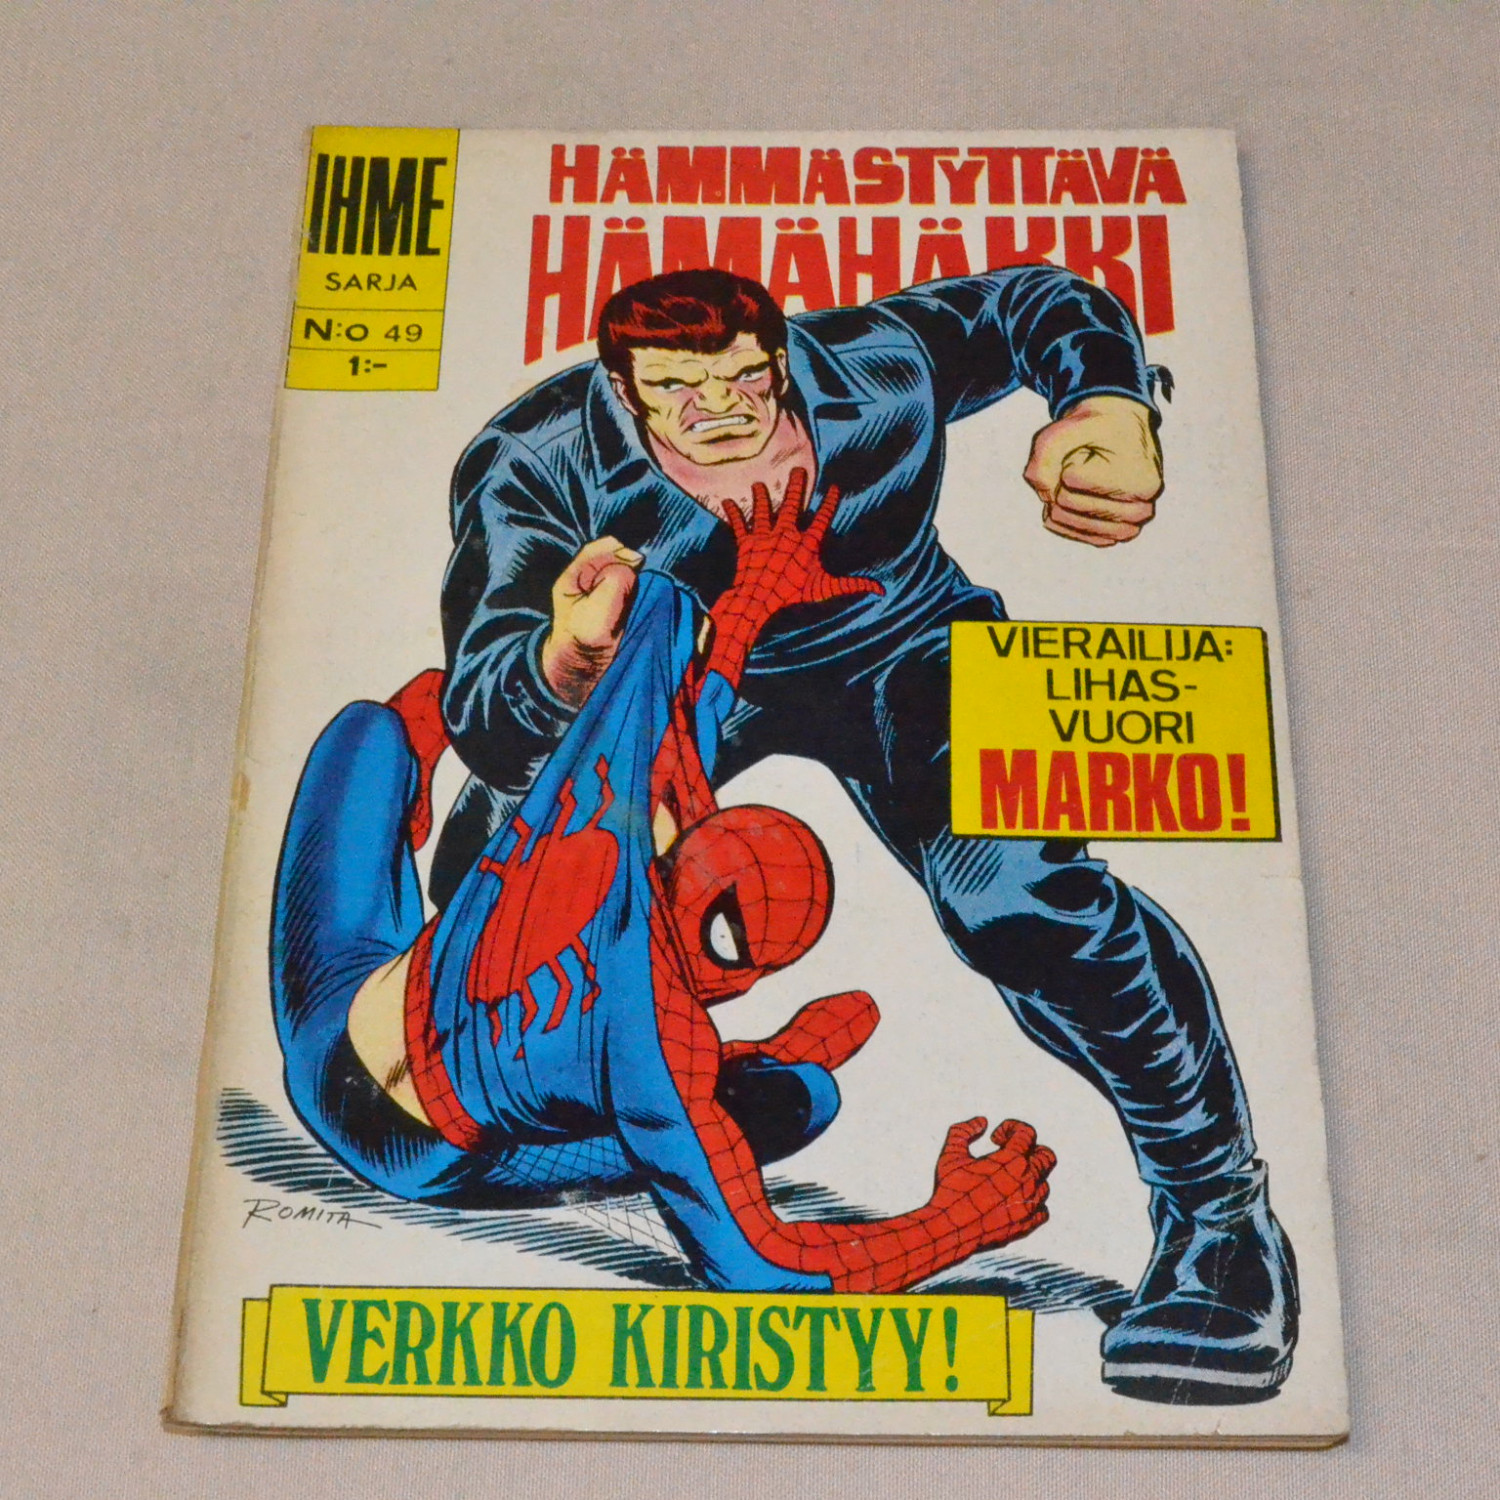 IHME
SARJA
N:o 49
1:-
HÄMMÄSTYTTÄVÄ
HÄMÄHÄKKI
VIERAILIJA:
LIHAS-
VUORI
MARKO!
ROMITA
VERKKO KIRISTYY!